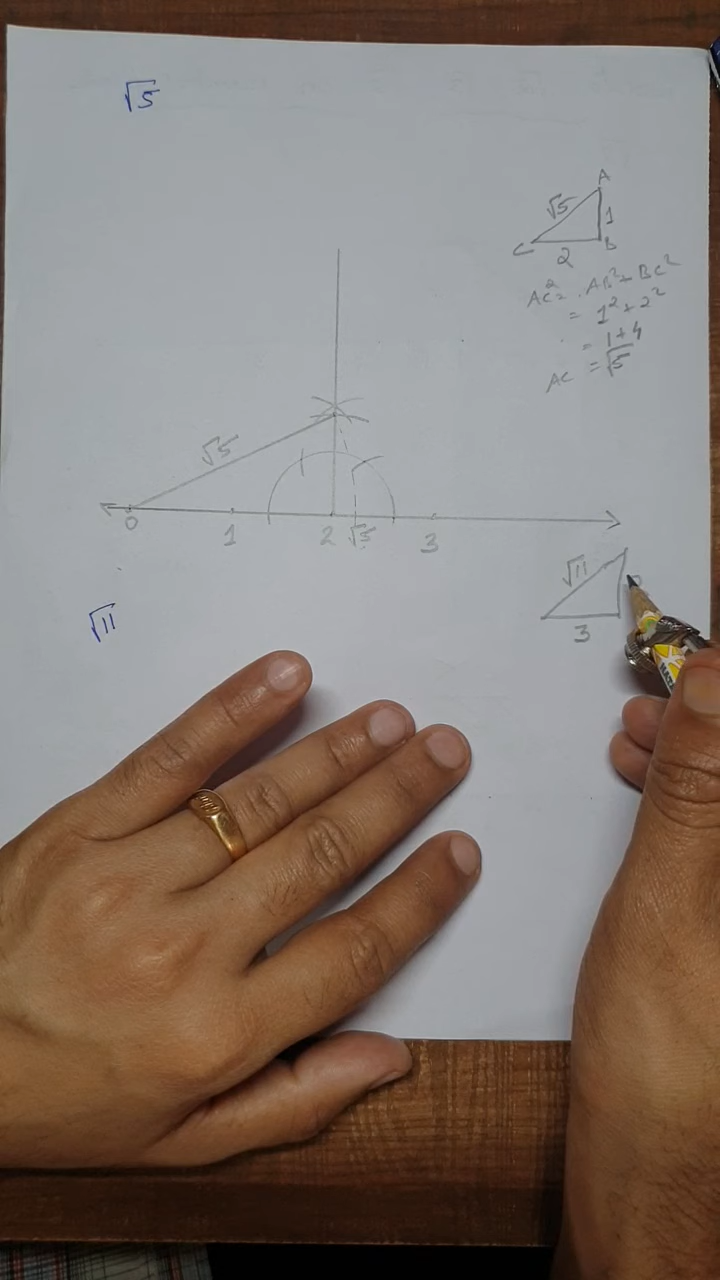 √5
A
√5
1
C
2
B
AC² = AB² + BC²
= 1² + 2²
= 1 + 4
AC = √5
√5
0
1
2
√5
3
√11
√11
3